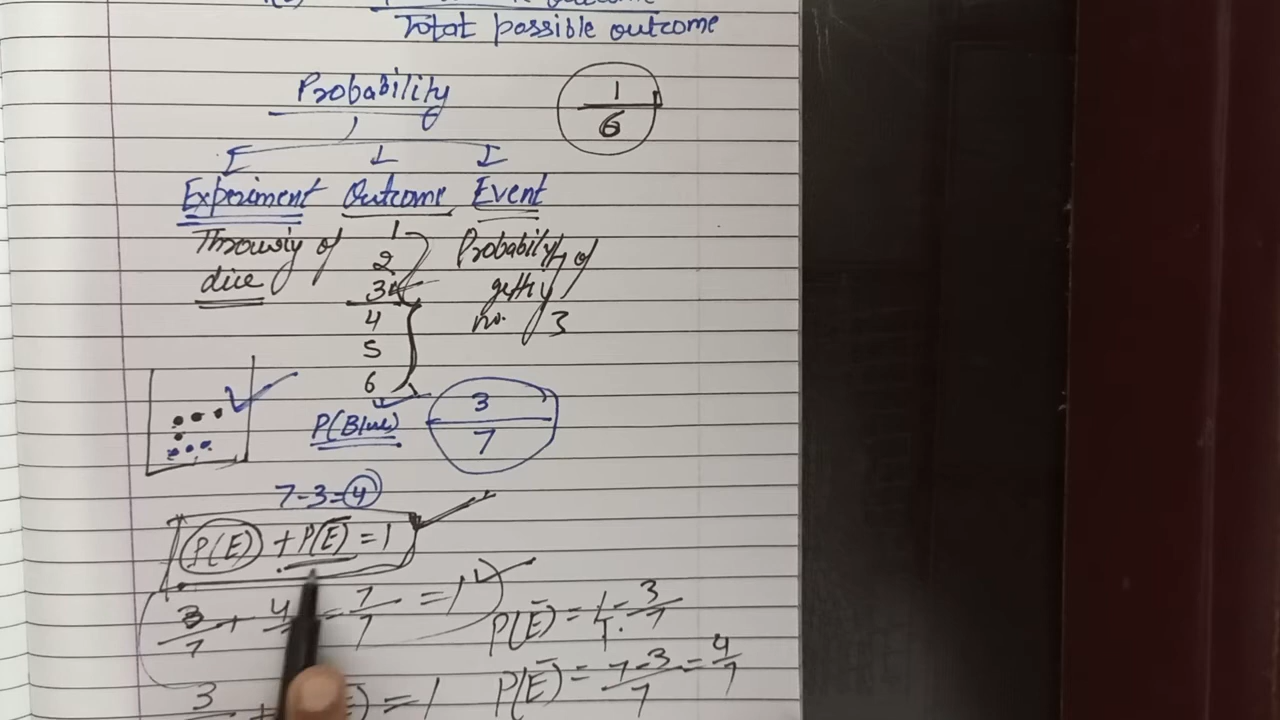 Total possible outcome
Probability
1/6
Experiment Outcome Event
Throwing of dice
1
2
3
4
5
6
Probability of
getting
no. 3
P(Blue) 3/7
7-3=4
P(E) + P(Ē) = 1
3/7 + 4/ = 7/7 = 1
P(Ē) = 1/1 - 3/7
P(Ē) = 7-3/7 = 4/7
3 + Ē) = 1